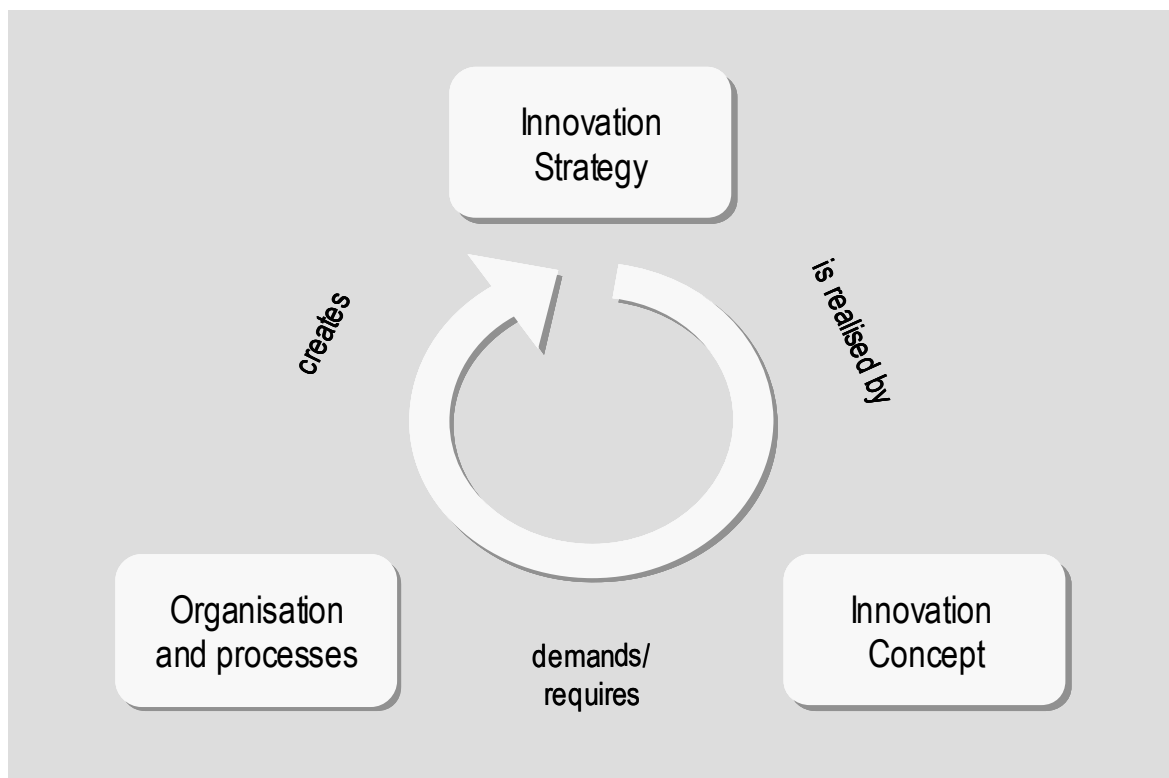 Innovation
Strategy
creates
is realised by
Organisation
and processes
demands/
requires
Innovation
Concept